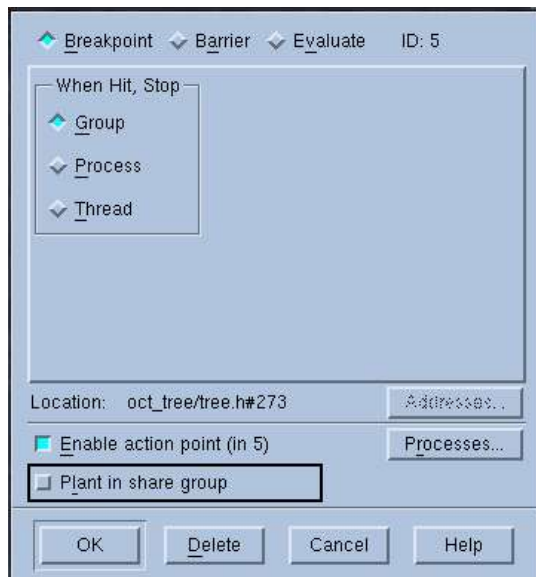 Breakpoint Barrier Evaluate ID: 5
When Hit, Stop
Group
Process
Thread
Location: oct_tree/tree.h#273 Addresses...
Enable action point (in 5) Processes...
Plant in share group
OK Delete Cancel Help